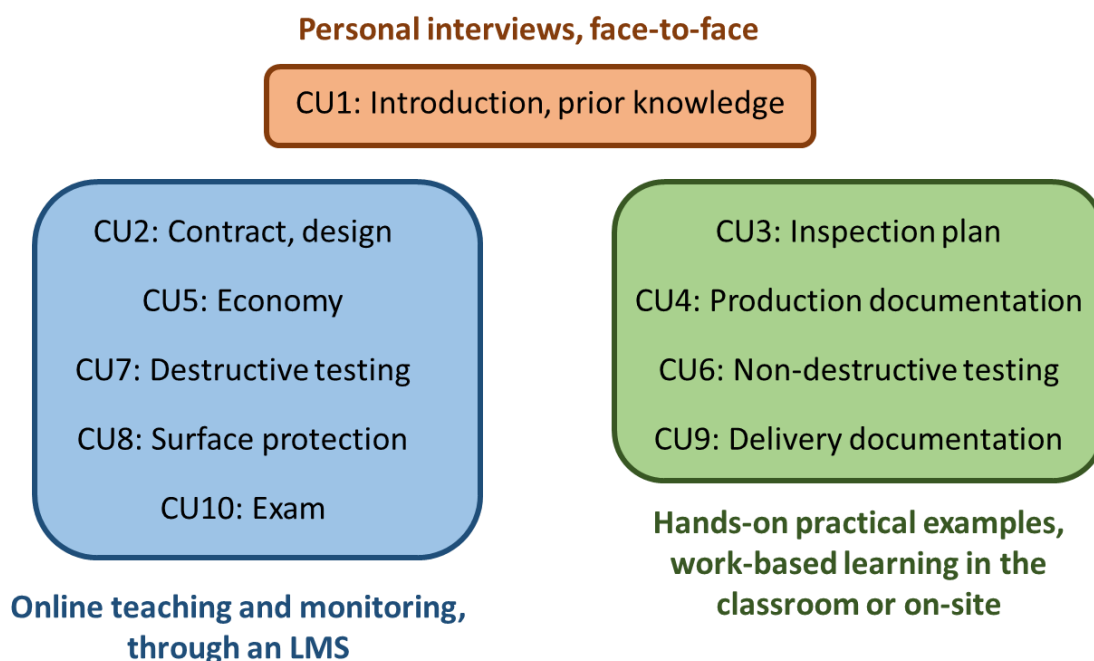 Personal interviews, face-to-face
CU1: Introduction, prior knowledge
CU2: Contract, design
CU5: Economy
CU7: Destructive testing
CU8: Surface protection
CU10: Exam
Online teaching and monitoring,
through an LMS
CU3: Inspection plan
CU4: Production documentation
CU6: Non-destructive testing
CU9: Delivery documentation
Hands-on practical examples,
work-based learning in the
classroom or on-site